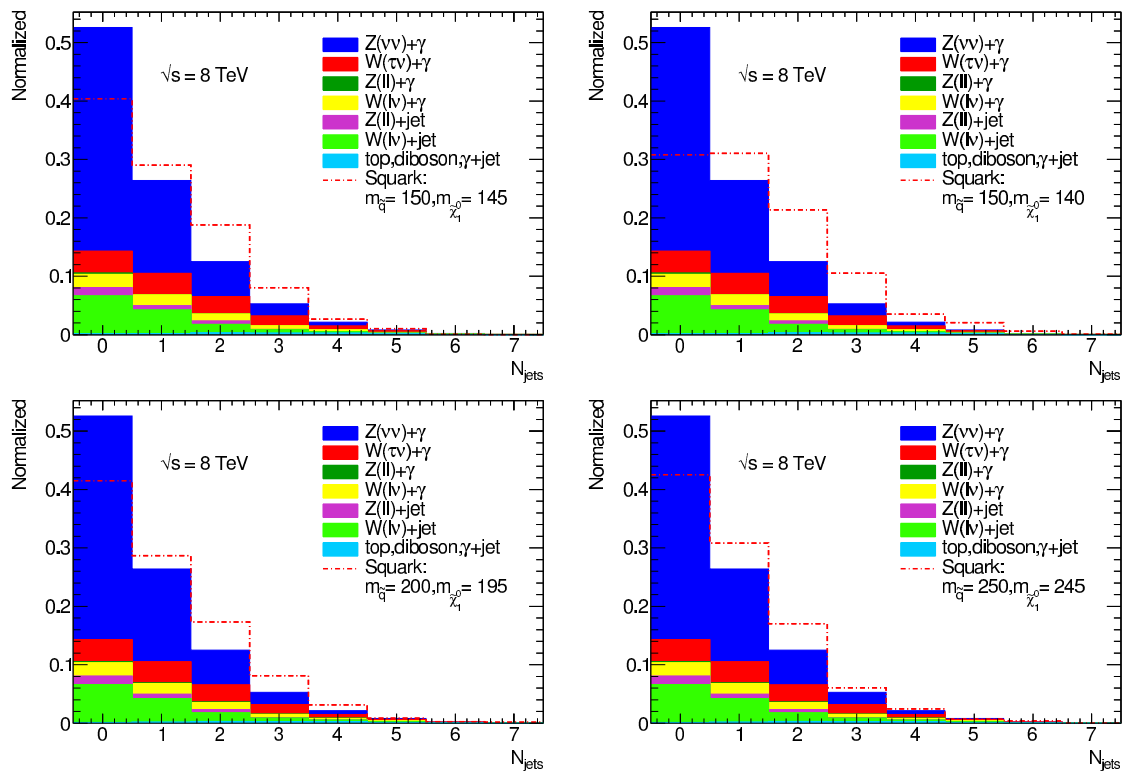 Normalized
0.5
0.4
0.3
0.2
0.1
0
√s = 8 TeV
Z(νν)+γ
W(τν)+γ
Z(ll)+γ
W(lν)+γ
Z(ll)+jet
W(lν)+jet
top,diboson,γ+jet
Squark:
m_q̃ = 150,m_χ̃⁰₁ = 145
0 1 2 3 4 5 6 7
N_jets
Normalized
0.5
0.4
0.3
0.2
0.1
0
√s = 8 TeV
Z(νν)+γ
W(τν)+γ
Z(ll)+γ
W(lν)+γ
Z(ll)+jet
W(lν)+jet
top,diboson,γ+jet
Squark:
m_q̃ = 150,m_χ̃⁰₁ = 140
0 1 2 3 4 5 6 7
N_jets
Normalized
0.5
0.4
0.3
0.2
0.1
0
√s = 8 TeV
Z(νν)+γ
W(τν)+γ
Z(ll)+γ
W(lν)+γ
Z(ll)+jet
W(lν)+jet
top,diboson,γ+jet
Squark:
m_q̃ = 200,m_χ̃⁰₁ = 195
0 1 2 3 4 5 6 7
N_jets
Normalized
0.5
0.4
0.3
0.2
0.1
0
√s = 8 TeV
Z(νν)+γ
W(τν)+γ
Z(ll)+γ
W(lν)+γ
Z(ll)+jet
W(lν)+jet
top,diboson,γ+jet
Squark:
m_q̃ = 250,m_χ̃⁰₁ = 245
0 1 2 3 4 5 6 7
N_jets